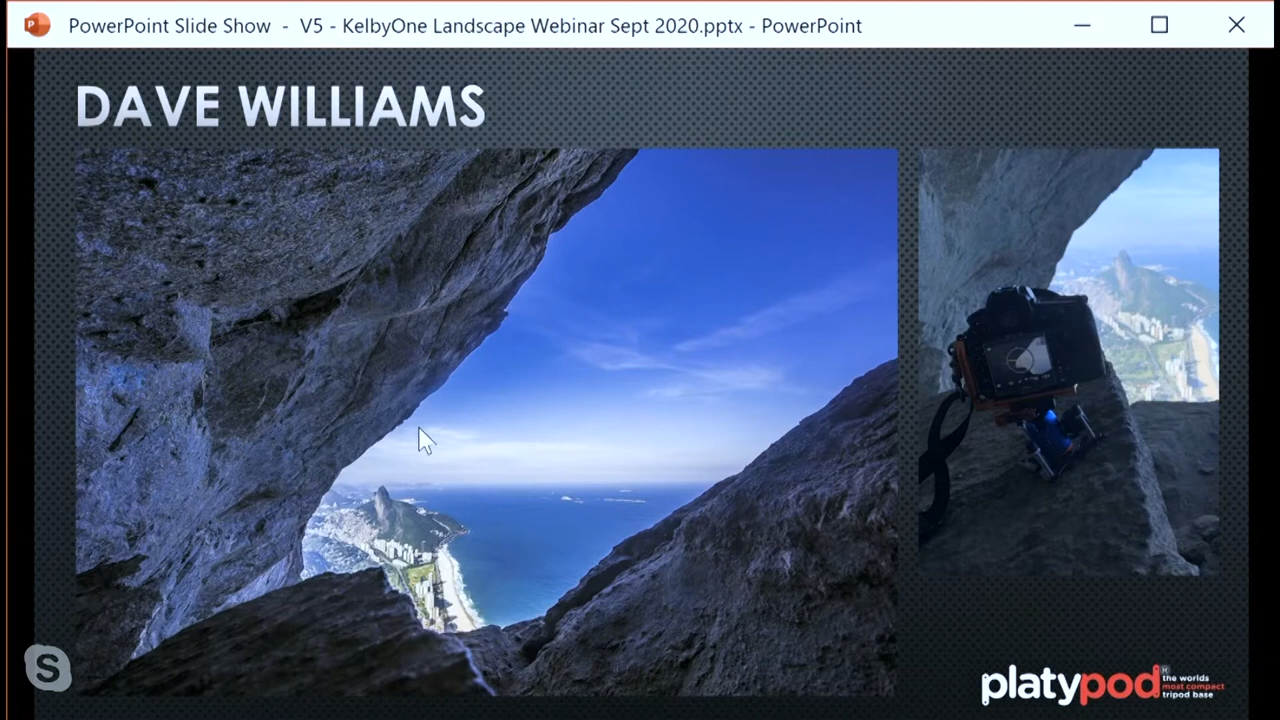 PowerPoint Slide Show - V5 - KelbyOne Landscape Webinar Sept 2020.pptx - PowerPoint
DAVE WILLIAMS
S
platypod®
the worlds
most compact
tripod base